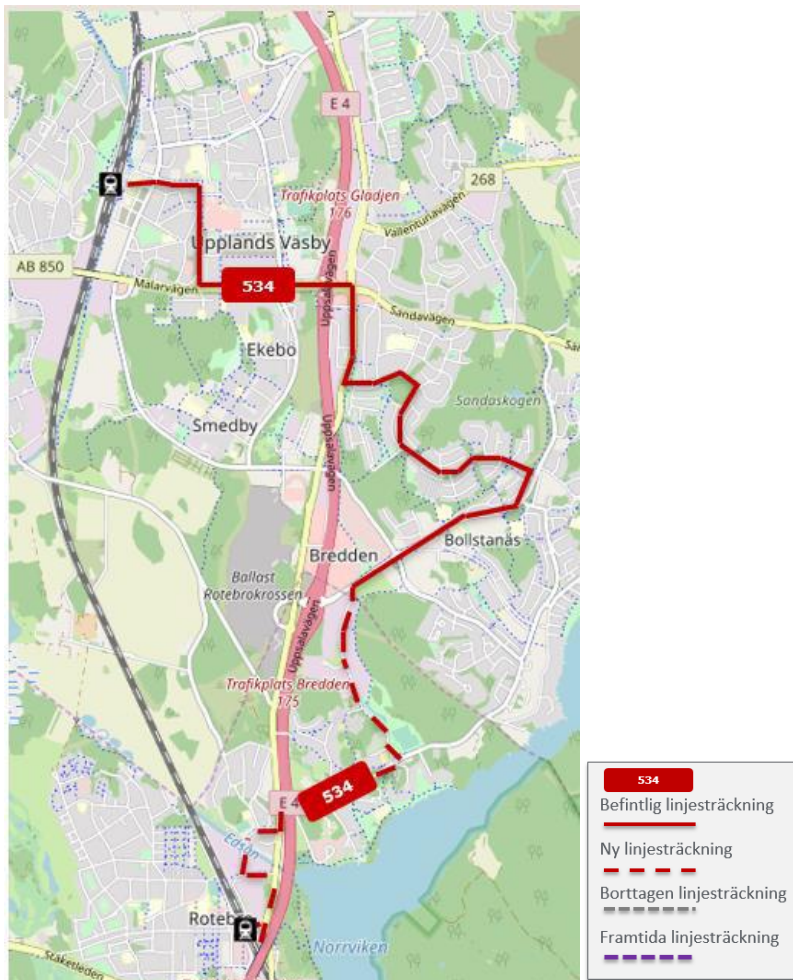 E 4
268
Trafikplats Glädjen
176
Vallentunavägen
Upplands Väsby
AB 850
Mälarvägen
534
Uppsalavägen
Sandavägen
Ekebo
Sandaskogen
Smedby
Uppsalavägen
Bollstanäs
Bredden
Ballast
Rotebrokrossen
Uppsalavägen
Trafikplats Bredden
175
534
E 4
Edsån
Rotebro
Norrviken
Staketleden
534
Befintlig linjesträckning
Ny linjesträckning
Borttagen linjesträckning
Framtida linjesträckning